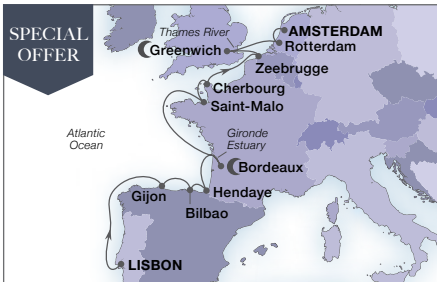 SPECIAL
OFFER
Thames River
AMSTERDAM
Greenwich
Rotterdam
Zeebrugge
Cherbourg
Saint-Malo
Atlantic
Ocean
Gironde
Estuary
Bordeaux
Gijon
Hendaye
Bilbao
LISBON